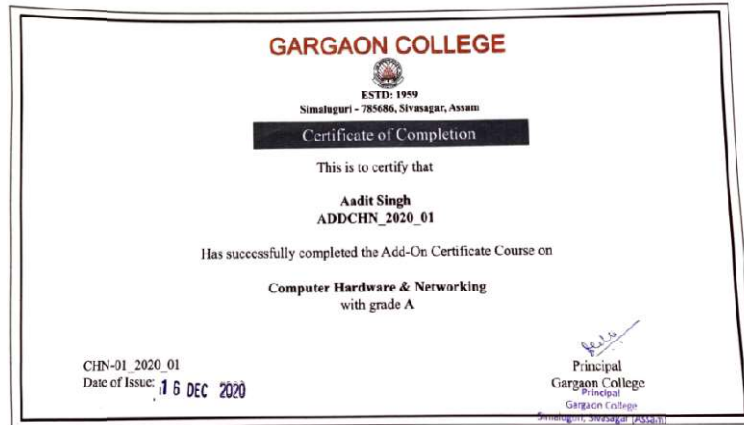 GARGAON COLLEGE
ESTD: 1959
Simaluguri - 785686, Sivasagar, Assam
Certificate of Completion
This is to certify that
Aadit Singh
ADDCHN_2020_01
Has successfully completed the Add-On Certificate Course on
Computer Hardware & Networking
with grade A
CHN-01_2020_01
Date of Issue: 16 DEC 2020
Principal
Gargaon College
Principal
Gargaon College
Simaluguri, Sivasagar (Assam)